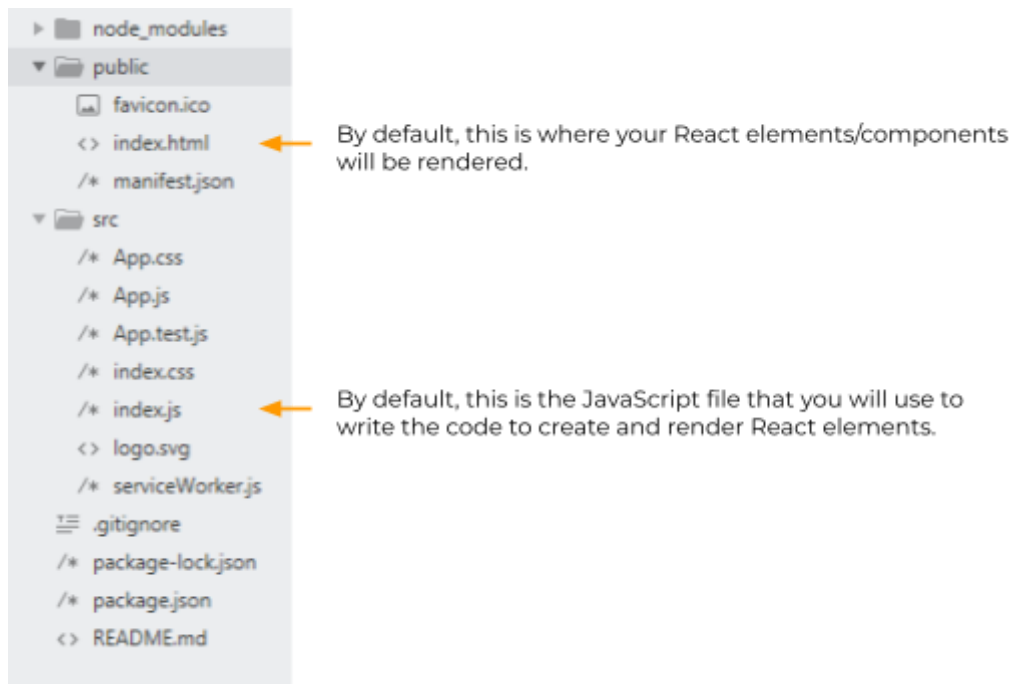 node_modules
public
favicon.ico
<> index.html
By default, this is where your React elements/components
will be rendered.
/* manifest.json
src
/* App.css
/* App.js
/* App.test.js
/* index.css
/* index.js
By default, this is the JavaScript file that you will use to
write the code to create and render React elements.
<> logo.svg
/* serviceWorker.js
.gitignore
/* package-lock.json
/* package.json
<> README.md